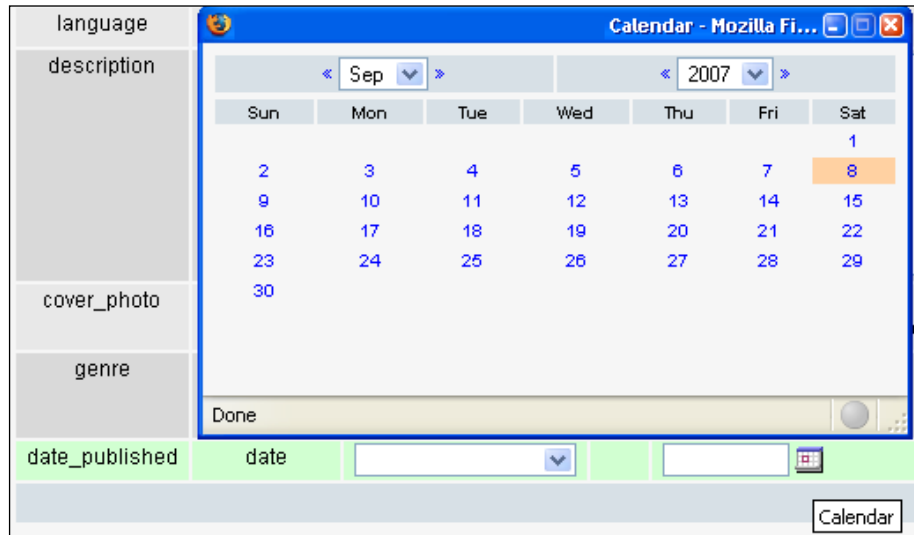 language
Calendar - Mozilla Fi...
description
« Sep » « 2007 »
Sun Mon Tue Wed Thu Fri Sat
1
2 3 4 5 6 7 8
9 10 11 12 13 14 15
16 17 18 19 20 21 22
23 24 25 26 27 28 29
30
cover_photo
genre
Done
date_published date
Calendar